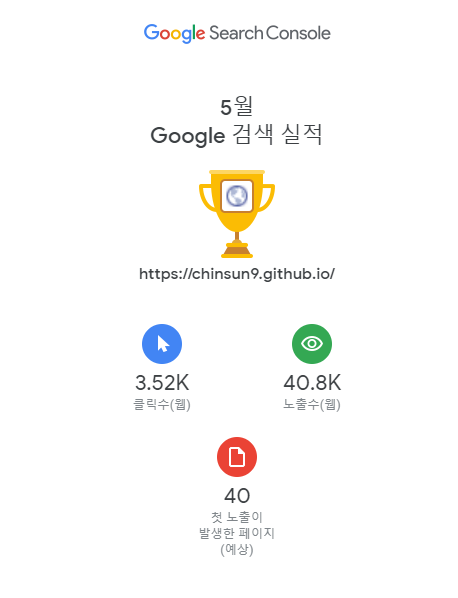 Google Search Console
5월
Google 검색 실적
https://chinsun9.github.io/
3.52K
클릭수(웹)
40.8K
노출수(웹)
40
첫 노출이
발생한 페이지
(예상)